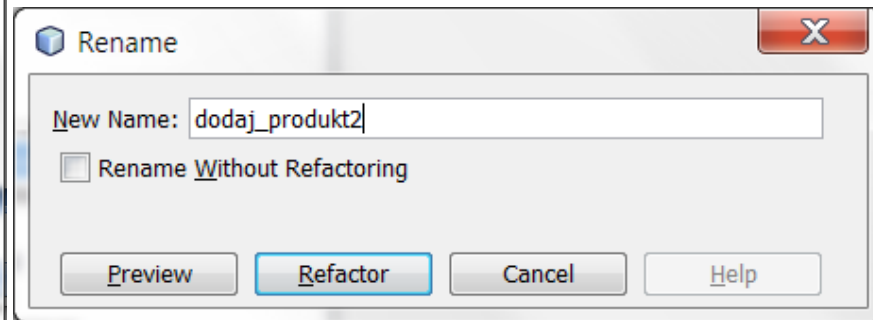 Rename
New Name: dodaj_produkt2
Rename Without Refactoring
Preview Refactor Cancel Help